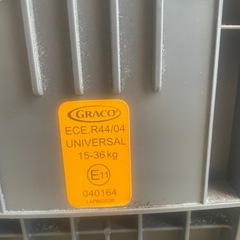 GRACO
ECE.R44/04
UNIVERSAL
15-36 kg
E11
040164